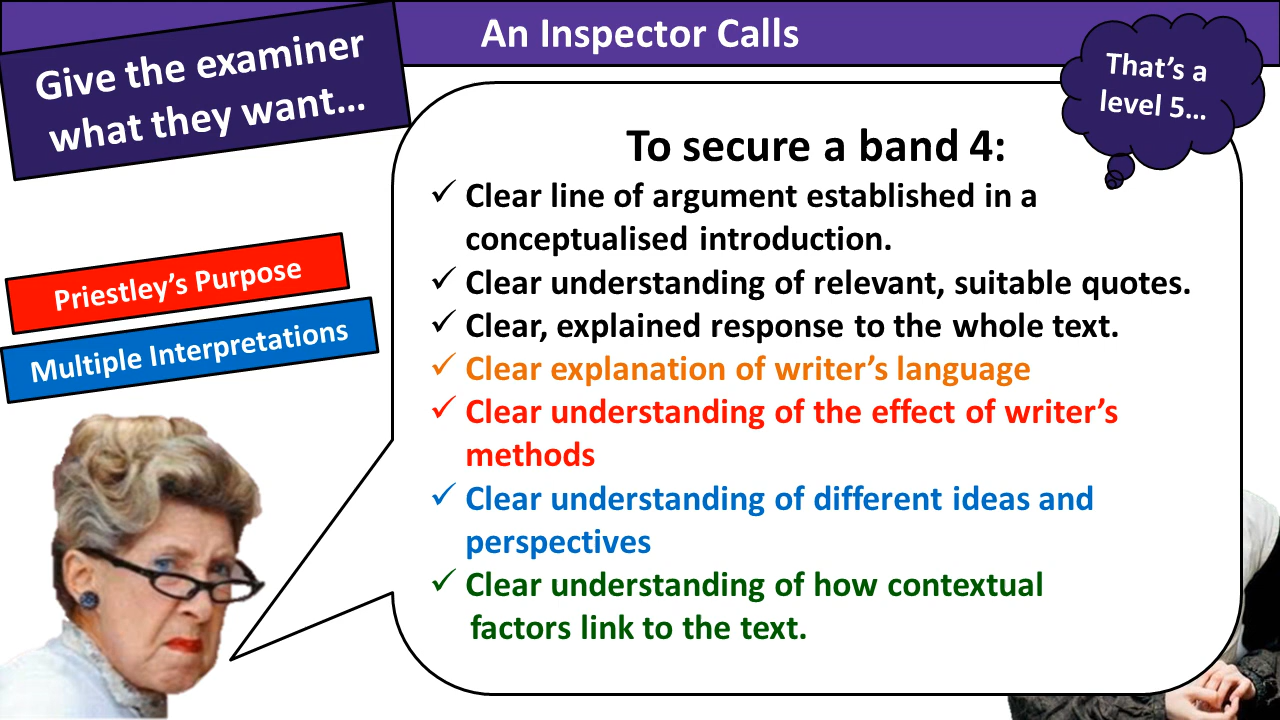 An Inspector Calls
Give the examiner
what they want...
That's a
level 5...
To secure a band 4:
✓ Clear line of argument established in a
conceptualised introduction.
✓ Clear understanding of relevant, suitable quotes.
✓ Clear, explained response to the whole text.
✓ Clear explanation of writer's language
✓ Clear understanding of the effect of writer's
methods
✓ Clear understanding of different ideas and
perspectives
✓ Clear understanding of how contextual
factors link to the text.
Priestley's Purpose
Multiple Interpretations